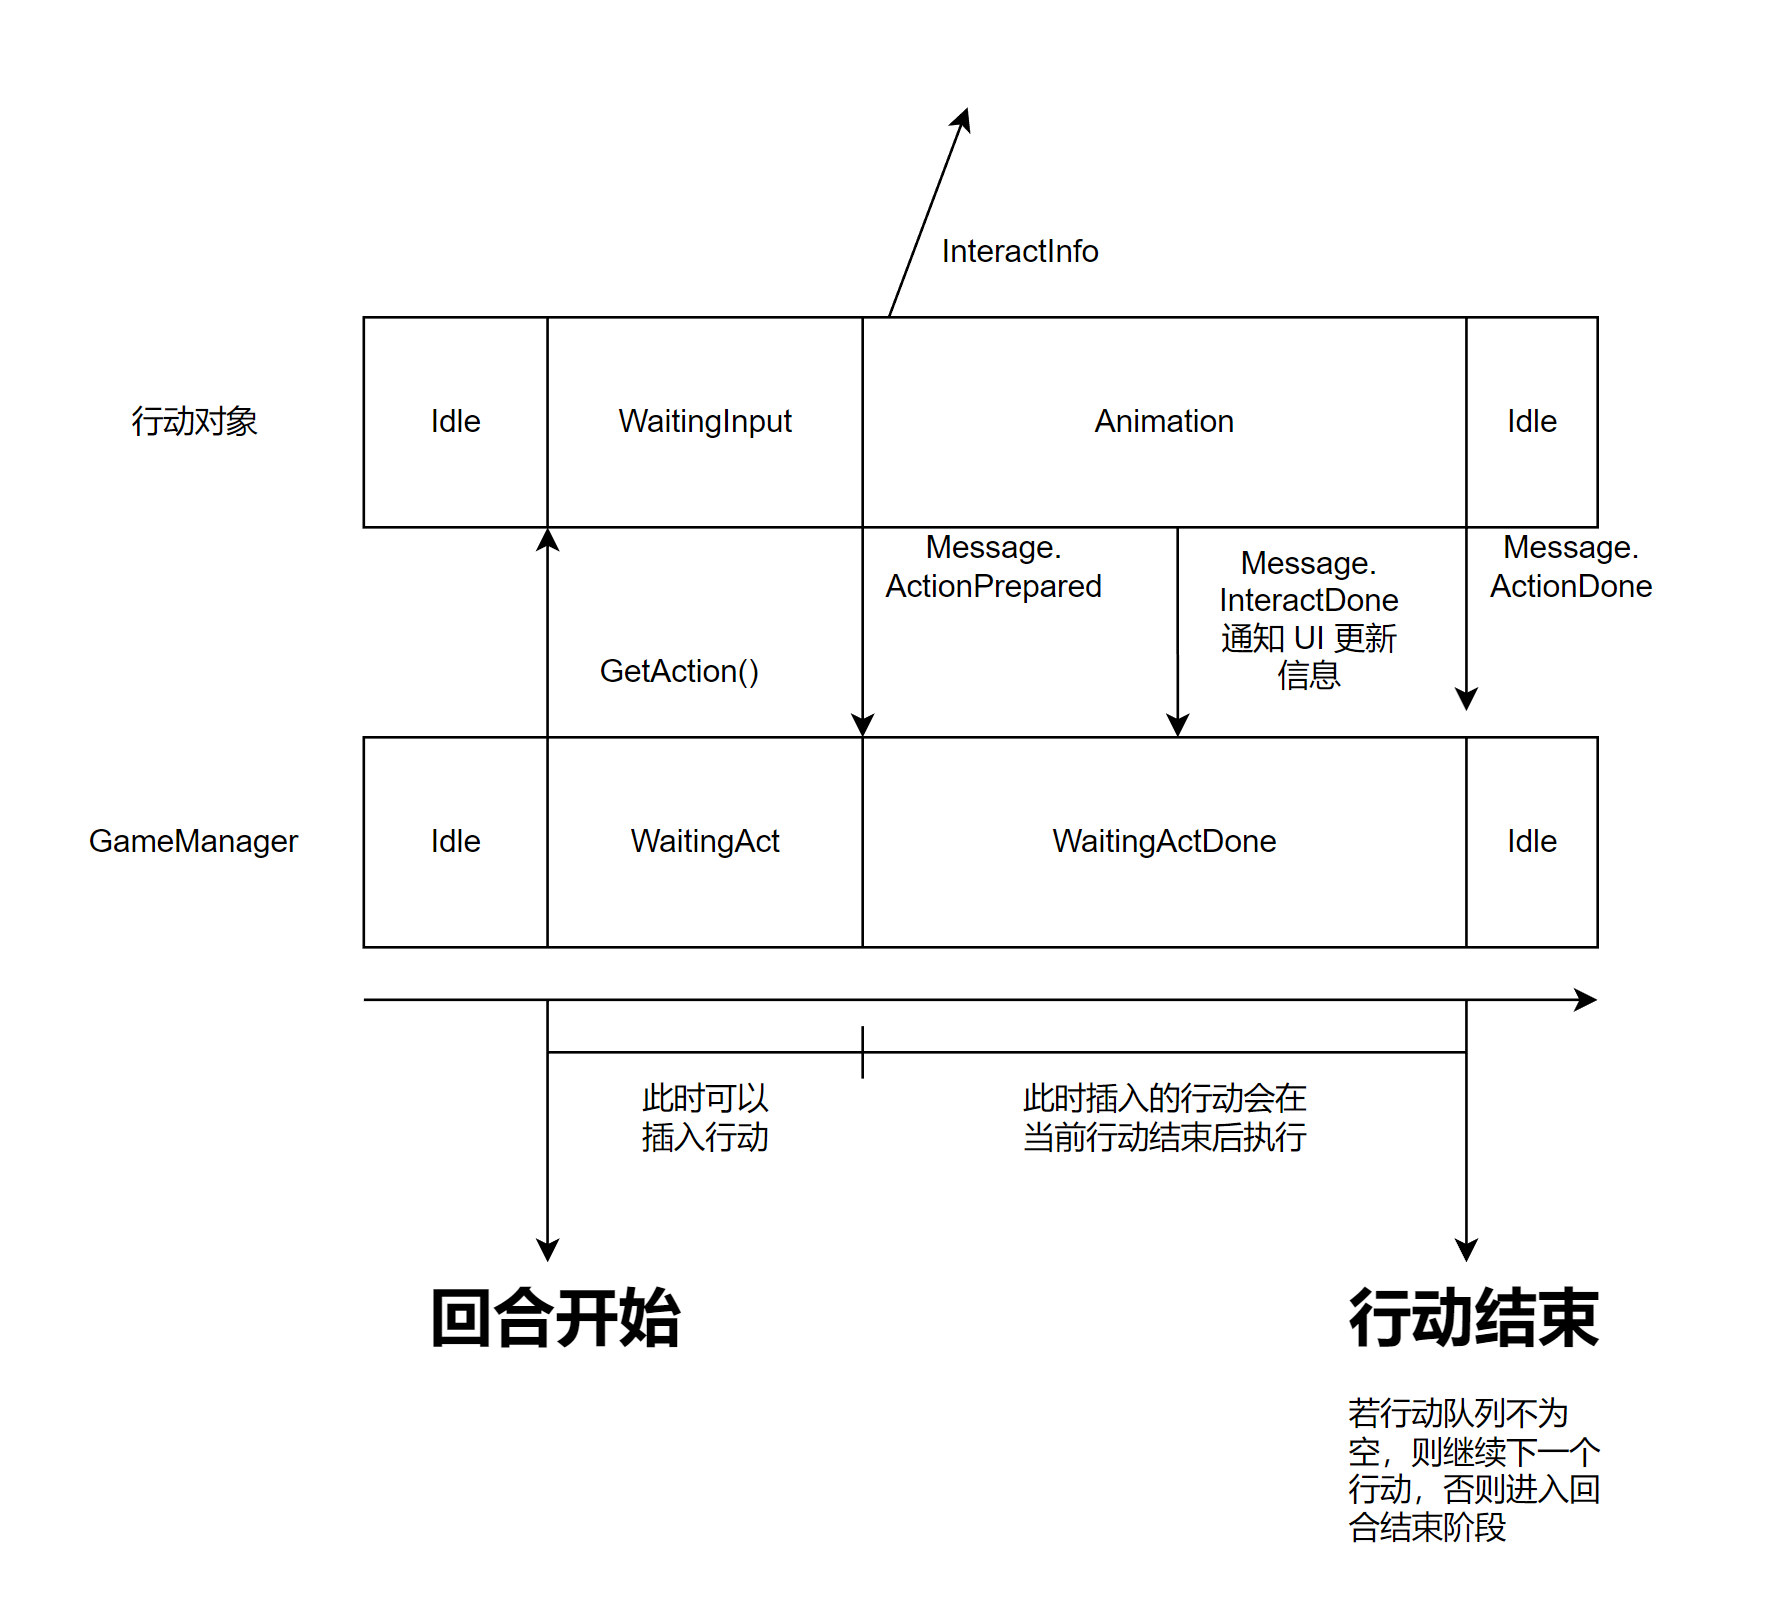 InteractInfo
行动对象
Idle
WaitingInput
Animation
Idle
Message.
ActionPrepared
Message.
InteractDone
通知 UI 更新
信息
Message.
ActionDone
GetAction()
GameManager
Idle
WaitingAct
WaitingActDone
Idle
此时可以
插入行动
此时插入的行动会在
当前行动结束后执行
回合开始
行动结束
若行动队列不为
空，则继续下一个
行动，否则进入回
合结束阶段